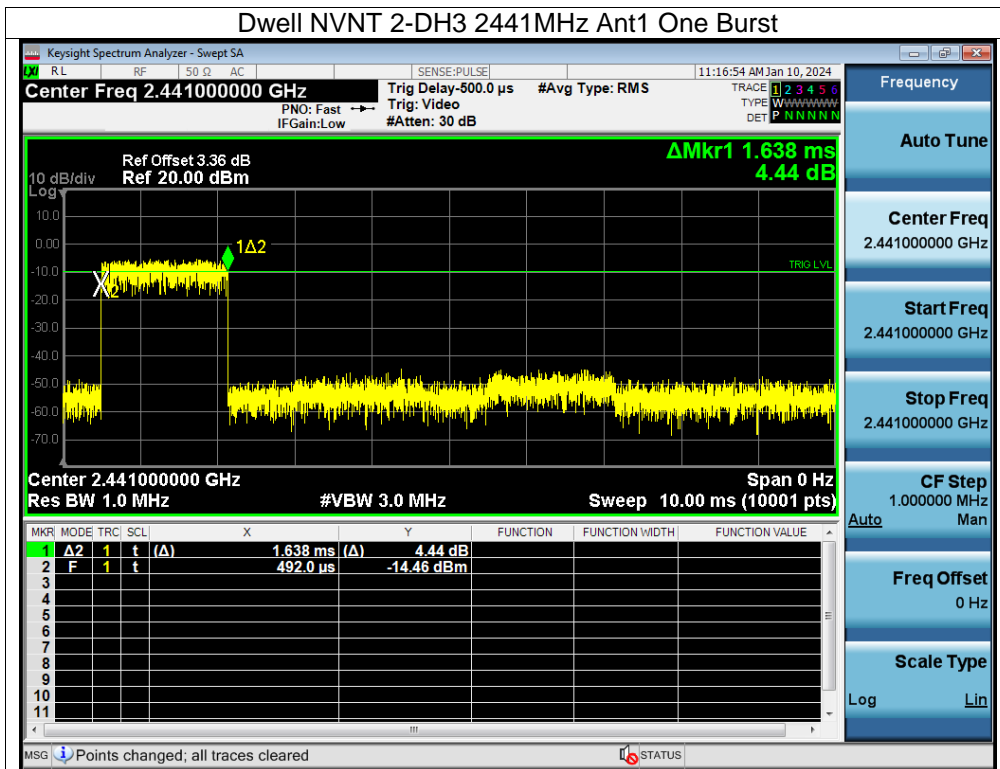 Dwell NVNT 2-DH3 2441MHz Ant1 One Burst
Keysight Spectrum Analyzer - Swept SA
LXI RL RF 50 Ω AC SENSE:PULSE 11:16:54 AM Jan 10, 2024
Center Freq 2.441000000 GHz Trig Delay-500.0 µs #Avg Type: RMS TRACE 1 2 3 4 5 6
PNO: Fast Trig: Video TYPE WWWWWWW
IFGain:Low #Atten: 30 dB DET P N N N N N
Frequency
Auto Tune
Center Freq
2.441000000 GHz
Start Freq
2.441000000 GHz
Stop Freq
2.441000000 GHz
CF Step
1.000000 MHz
Auto Man
Freq Offset
0 Hz
Scale Type
Log Lin
ΔMkr1 1.638 ms
4.44 dB
Ref Offset 3.36 dB
10 dB/div Ref 20.00 dBm
Log
10.0
0.00
-10.0
-20.0
-30.0
-40.0
-50.0
-60.0
-70.0
1Δ2
X2
TRIG LVL
Center 2.441000000 GHz Span 0 Hz
Res BW 1.0 MHz #VBW 3.0 MHz Sweep 10.00 ms (10001 pts)
MKR MODE TRC SCL X Y FUNCTION FUNCTION WIDTH FUNCTION VALUE
1 Δ2 1 t (Δ) 1.638 ms (Δ) 4.44 dB
2 F 1 t 492.0 µs -14.46 dBm
3
4
5
6
7
8
9
10
11
MSG Points changed; all traces cleared STATUS